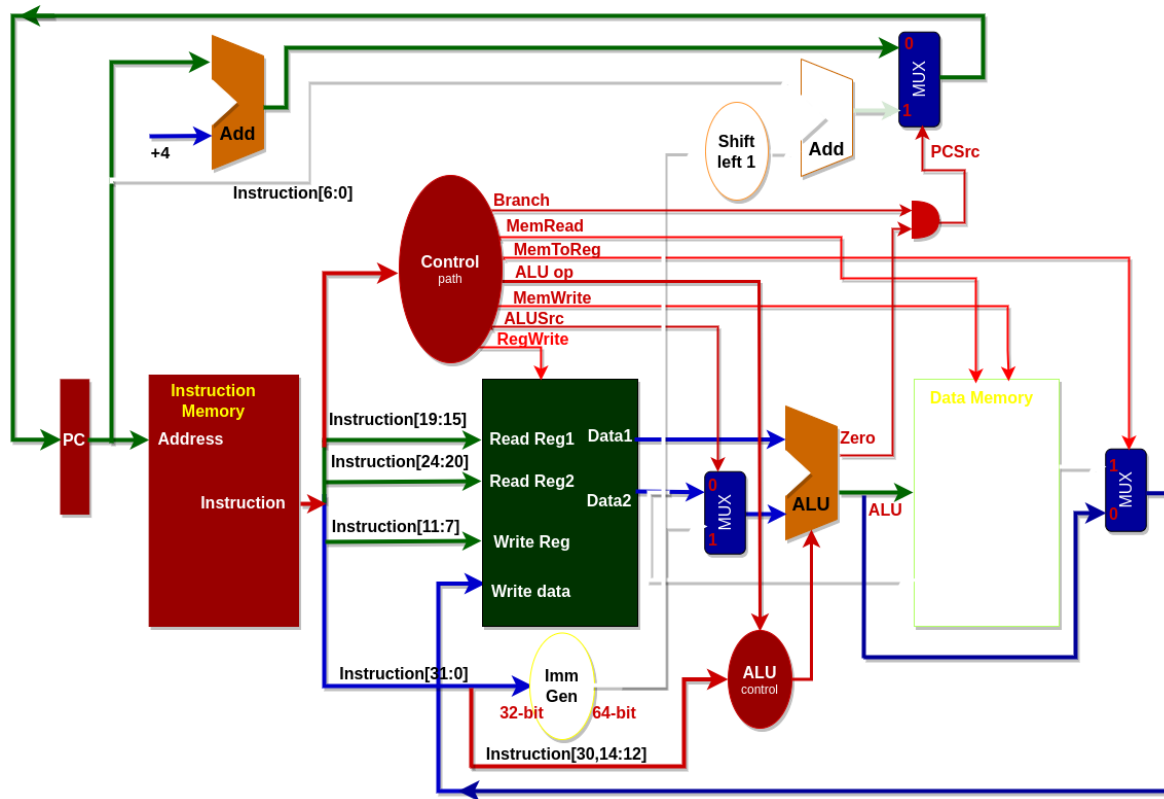 0
MUX
1
PCSrc
Add
+4
Shift
left 1
Add
Instruction[6:0]
Branch
MemRead
MemToReg
ALU op
MemWrite
ALUSrc
RegWrite
Control
path
PC
Instruction
Memory
Address
Instruction
Instruction[19:15]
Instruction[24:20]
Instruction[11:7]
Read Reg1
Read Reg2
Write Reg
Write data
Data1
Data2
0
MUX
1
Zero
ALU
ALU
Data Memory
1
MUX
0
Instruction[31:0]
Imm
Gen
32-bit
64-bit
ALU
control
Instruction[30,14:12]